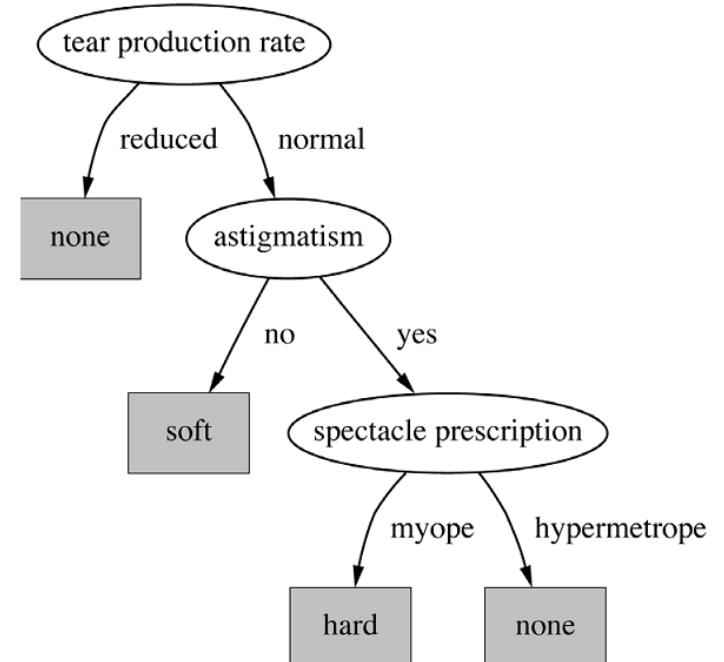 tear production rate
reduced
normal
none
astigmatism
no
yes
soft
spectacle prescription
myope
hypermetrope
hard
none